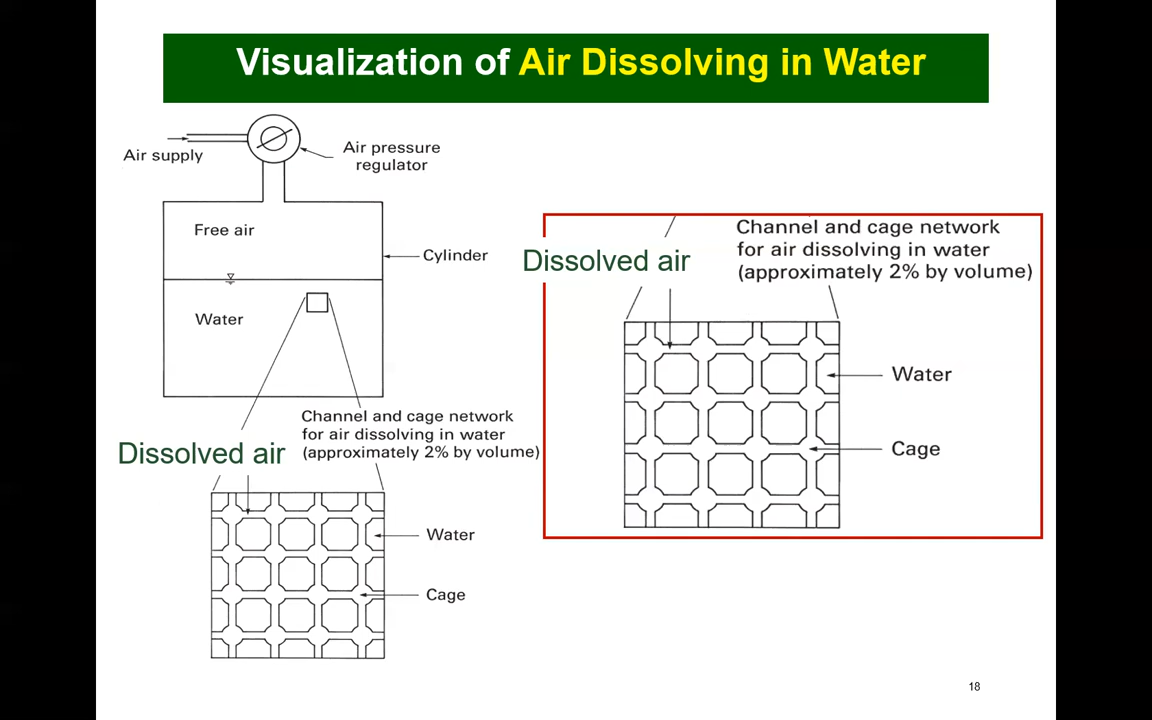 Visualization of Air Dissolving in Water
Air supply
Air pressure
regulator
Free air
Cylinder
Water
Channel and cage network
for air dissolving in water
(approximately 2% by volume)
Dissolved air
Water
Cage
Channel and cage network
for air dissolving in water
(approximately 2% by volume)
Dissolved air
Water
Cage
18